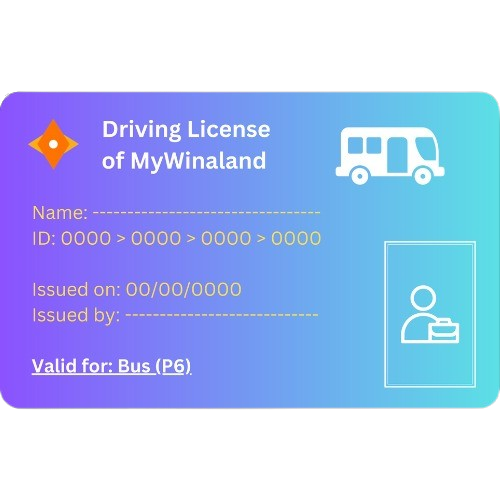 Driving License
of MyWinaland
Name: ---------------------------------
ID: 0000 > 0000 > 0000 > 0000
Issued on: 00/00/0000
Issued by: ----------------------------
Valid for: Bus (P6)